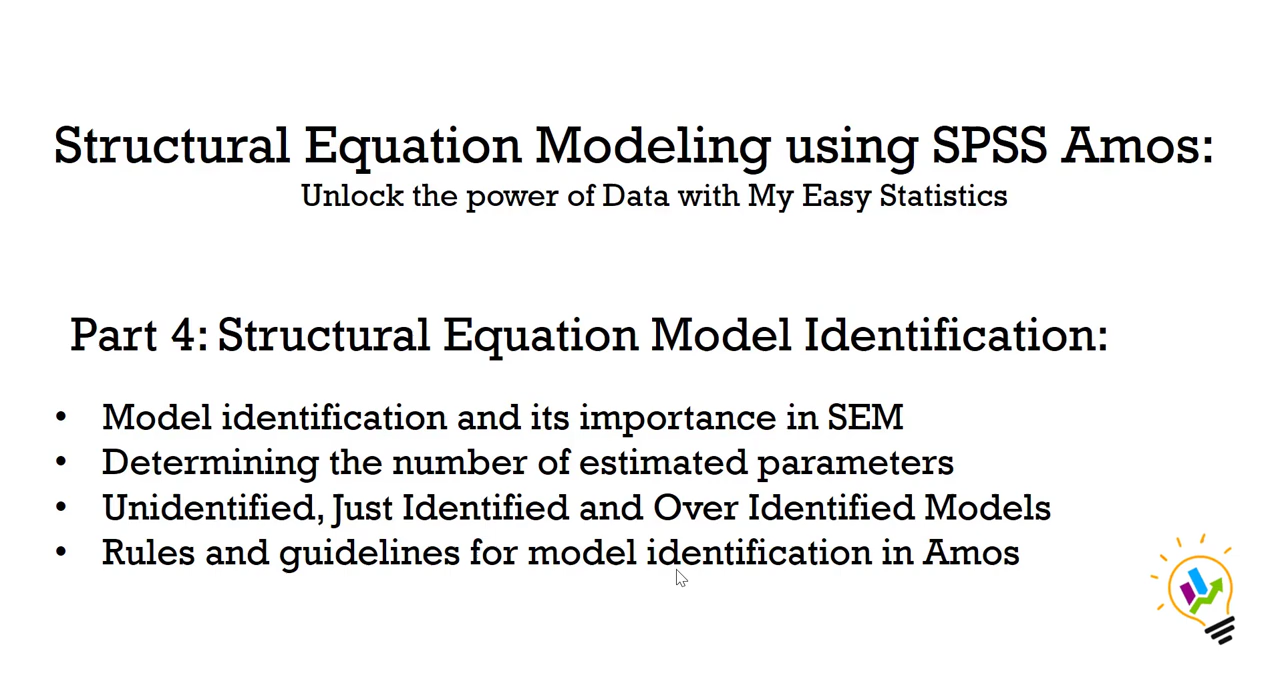 Structural Equation Modeling using SPSS Amos:
Unlock the power of Data with My Easy Statistics
Part 4: Structural Equation Model Identification:
• Model identification and its importance in SEM
• Determining the number of estimated parameters
• Unidentified, Just Identified and Over Identified Models
• Rules and guidelines for model identification in Amos